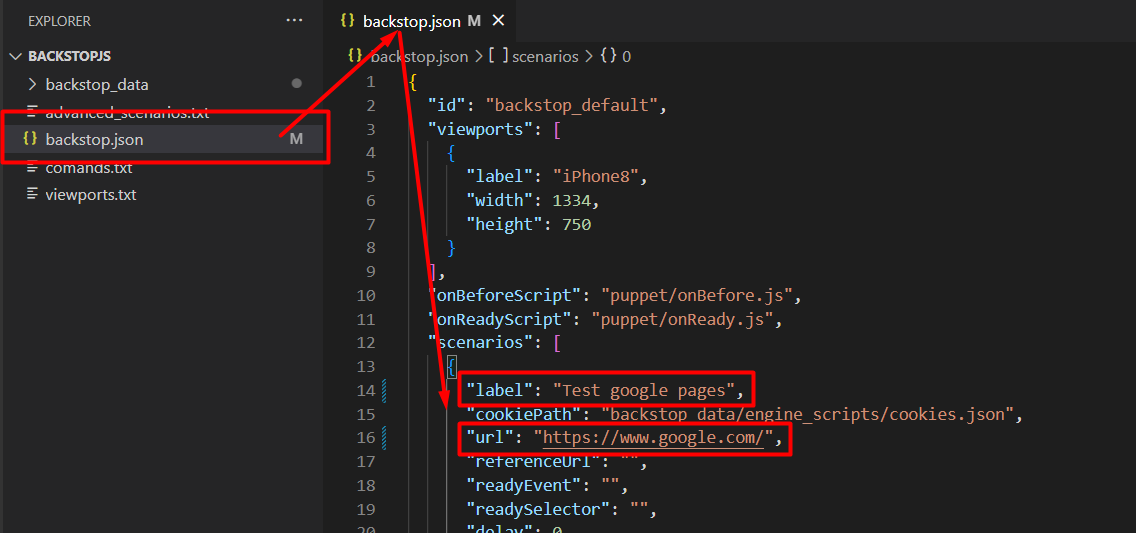 EXPLORER ···
BACKSTOPJS
backstop_data
advanced_scenarios.txt
{} backstop.json M
comands.txt
viewports.txt
{} backstop.json M ×
{} backstop.json > [ ] scenarios > {} 0
1 {
2 "id": "backstop_default",
3 "viewports": [
4 {
5 "label": "iPhone8",
6 "width": 1334,
7 "height": 750
8 }
9 ],
10 "onBeforeScript": "puppet/onBefore.js",
11 "onReadyScript": "puppet/onReady.js",
12 "scenarios": [
13 {
14 "label": "Test google pages",
15 "cookiePath": "backstop_data/engine_scripts/cookies.json",
16 "url": "https://www.google.com/",
17 "referenceUrl": "",
18 "readyEvent": "",
19 "readySelector": "",
20 "delay": 0